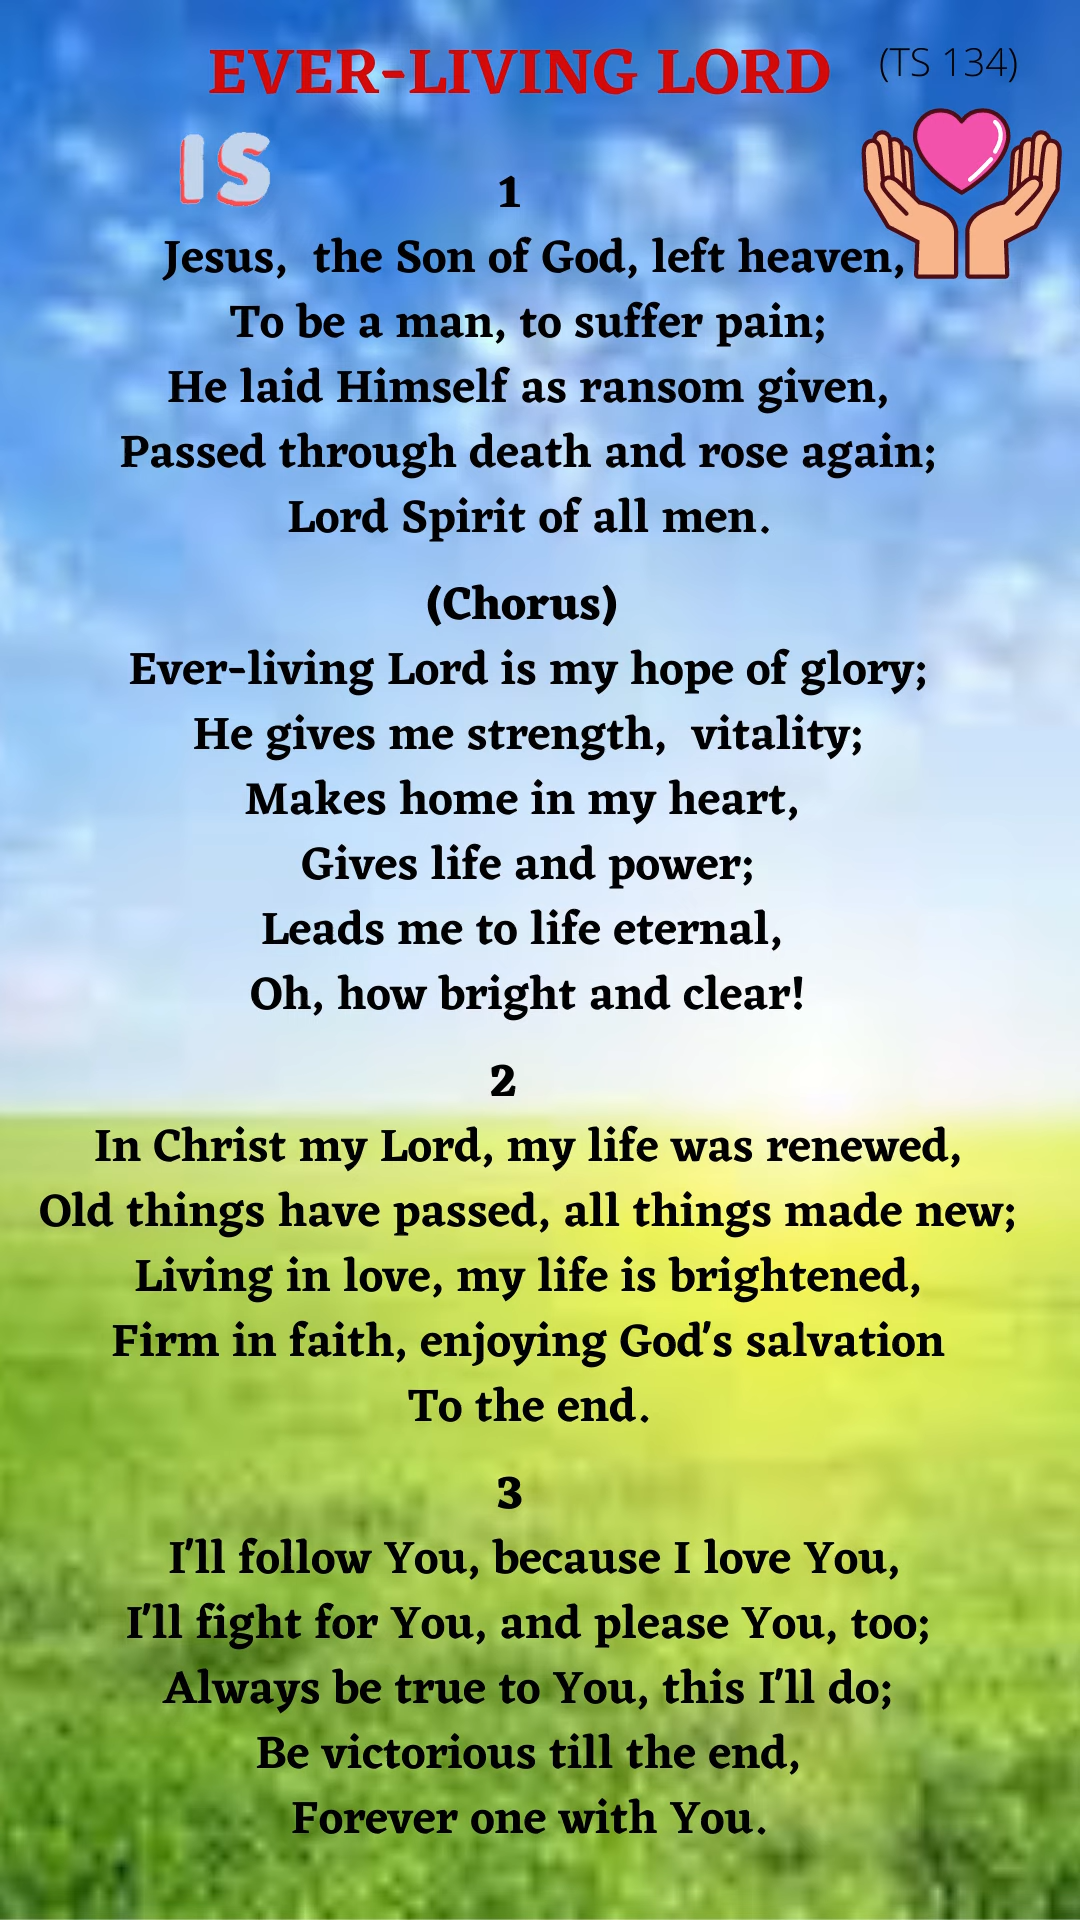 EVER-LIVING LORD (TS 134)
IS
1
Jesus, the Son of God, left heaven,
To be a man, to suffer pain;
He laid Himself as ransom given,
Passed through death and rose again;
Lord Spirit of all men.
(Chorus)
Ever-living Lord is my hope of glory;
He gives me strength, vitality;
Makes home in my heart,
Gives life and power;
Leads me to life eternal,
Oh, how bright and clear!
2
In Christ my Lord, my life was renewed,
Old things have passed, all things made new;
Living in love, my life is brightened,
Firm in faith, enjoying God's salvation
To the end.
3
I'll follow You, because I love You,
I'll fight for You, and please You, too;
Always be true to You, this I'll do;
Be victorious till the end,
Forever one with You.